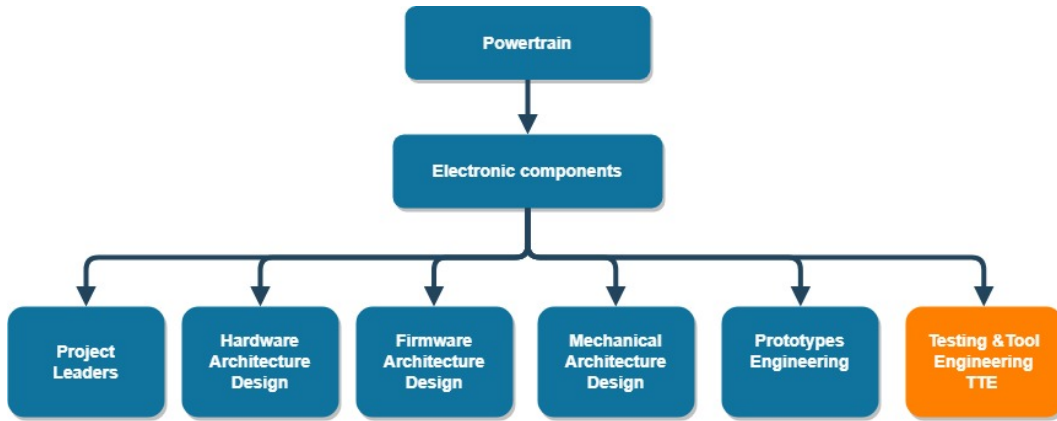 Powertrain
Electronic components
Project
Leaders
Hardware
Architecture
Design
Firmware
Architecture
Design
Mechanical
Architecture
Design
Prototypes
Engineering
Testing &Tool
Engineering
TTE